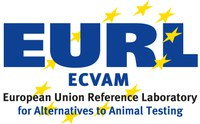 EURL
ECVAM
European Union Reference Laboratory
for Alternatives to Animal Testing